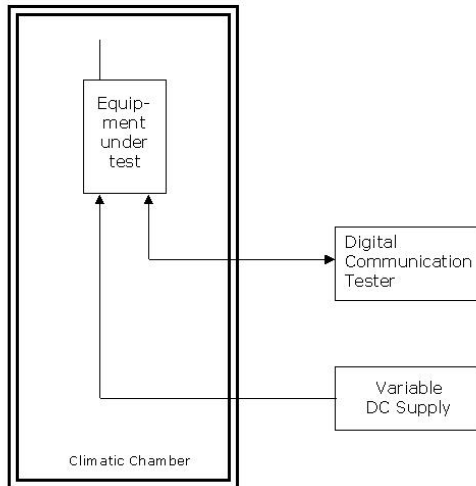 Equip-
ment
under
test
Digital
Communication
Tester
Variable
DC Supply
Climatic Chamber